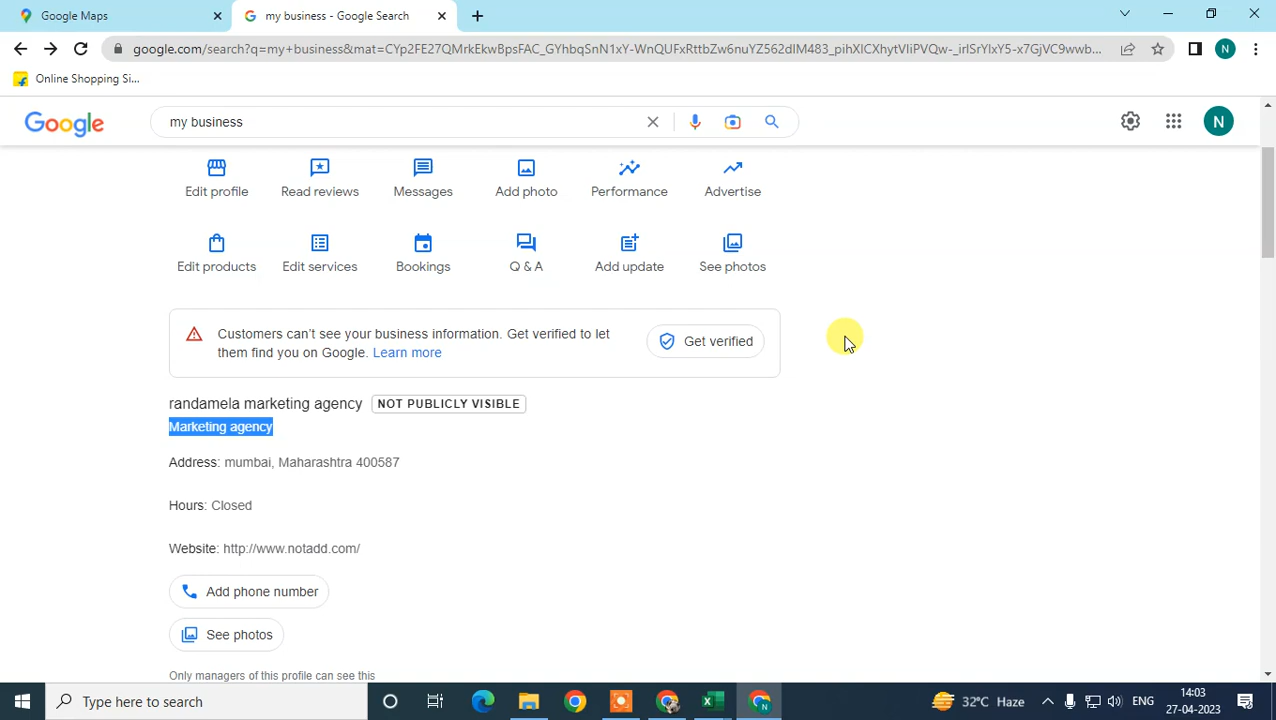 Google Maps
my business - Google Search
google.com/search?q=my+business&mat=CYp2FE27QMrkEkwBpsFAC_GYhbqSnN1xY-WnQUFxRttbZw6nuYZ562dIM483_pihXICXhytVIiPVQw-_irlSrYlxY5-x7GjVC9wwb...
N
Online Shopping Si...
Google
my business
N
Edit profile
Read reviews
Messages
Add photo
Performance
Advertise
Edit products
Edit services
Bookings
Q & A
Add update
See photos
Customers can't see your business information. Get verified to let
them find you on Google. Learn more
Get verified
randamela marketing agency NOT PUBLICLY VISIBLE
Marketing agency
Address: mumbai, Maharashtra 400587
Hours: Closed
Website: http://www.notadd.com/
Add phone number
See photos
Only managers of this profile can see this
Type here to search
32°C Haze
ENG
14:03
27-04-2023